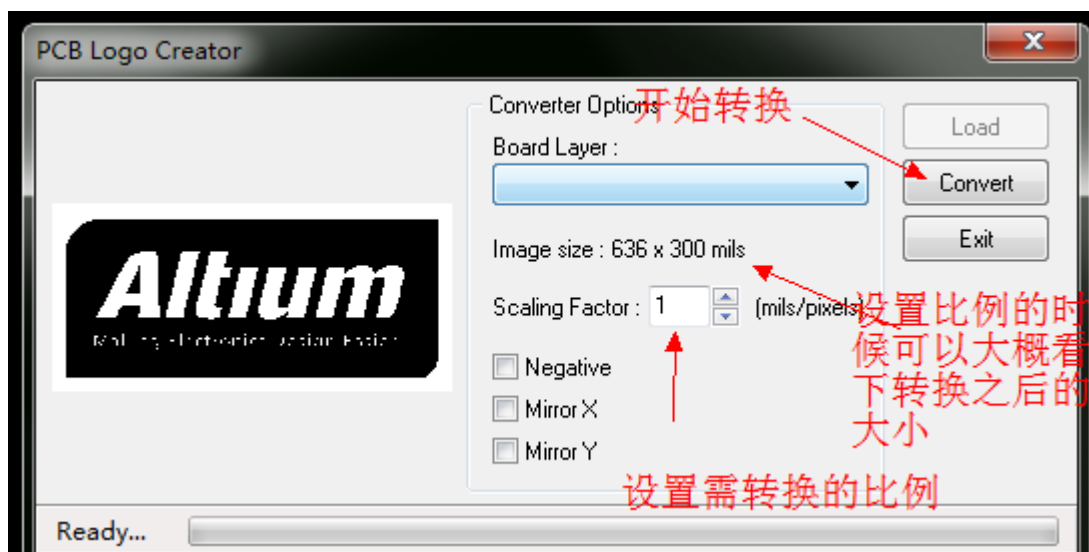 PCB Logo Creator
Converter Options
开始转换
Load
Board Layer :
Convert
Exit
Image size : 636 x 300 mils
Scaling Factor : 1 (mils/pixels)
设置比例的时
候可以大概看
下转换之后的
大小
Altium
Negative
Mirror X
Mirror Y
设置需转换的比例
Ready...